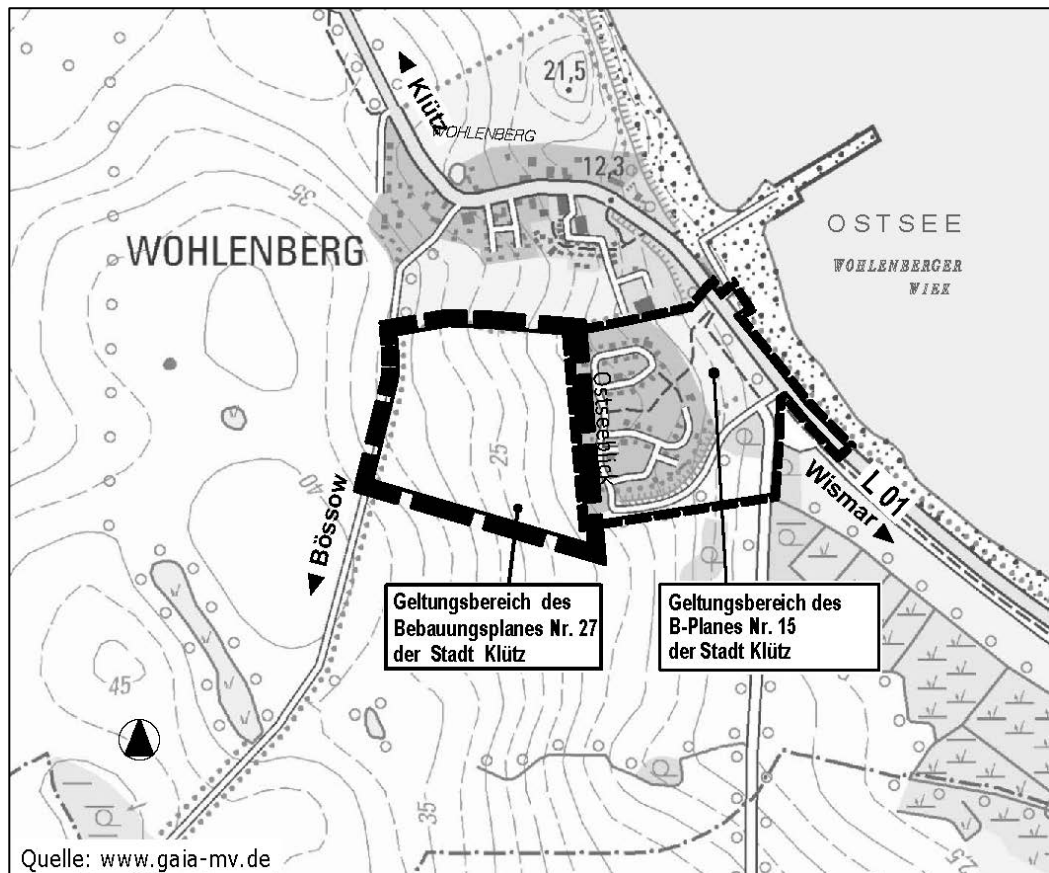 Klütz
WOHLENBERG
21,5
12,3
35
WOHLENBERG
OSTSEE
WOHLENBERGER
WIEK
Ostseeblick
25
40
Bössow
L 01
Wismar
Geltungsbereich des
Bebauungsplanes Nr. 27
der Stadt Klütz
Geltungsbereich des
B-Planes Nr. 15
der Stadt Klütz
45
35
25
Quelle: www.gaia-mv.de